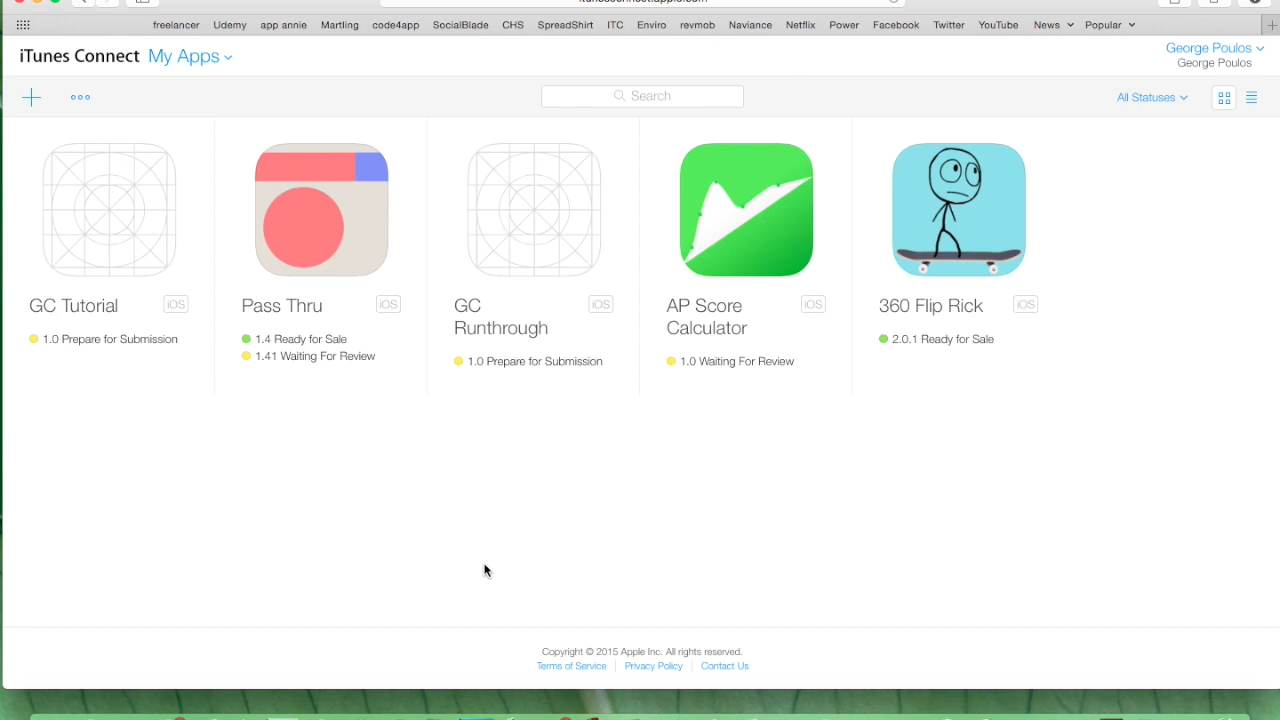 freelancer Udemy app annie Martling code4app SocialBlade CHS SpreadShirt ITC Enviro revmob Naviance Netflix Power Facebook Twitter YouTube News Popular
iTunes Connect My Apps
George Poulos
George Poulos
Search
All Statuses
GC Tutorial iOS
1.0 Prepare for Submission
Pass Thru iOS
1.4 Ready for Sale
1.41 Waiting For Review
GC iOS
Runthrough
1.0 Prepare for Submission
AP Score iOS
Calculator
1.0 Waiting For Review
360 Flip Rick iOS
2.0.1 Ready for Sale
Copyright © 2015 Apple Inc. All rights reserved.
Terms of Service Privacy Policy Contact Us